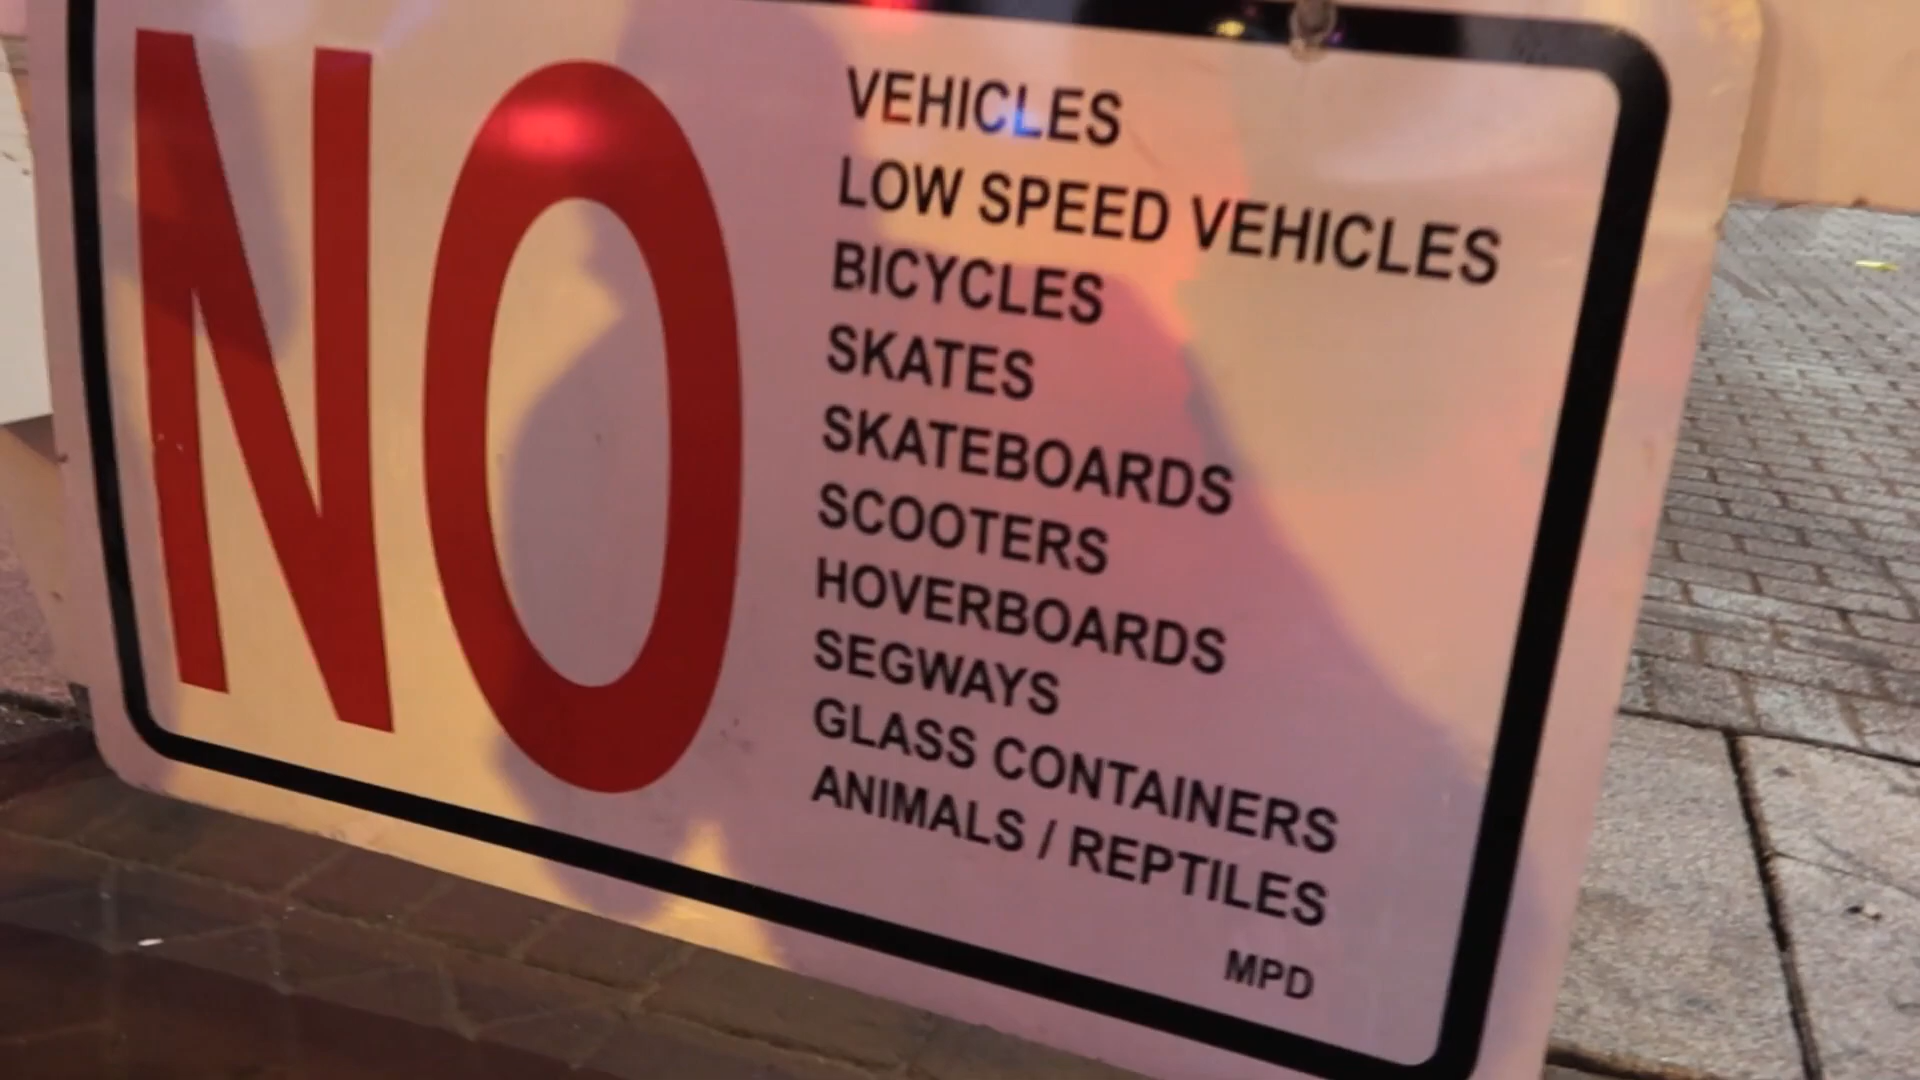 NO
VEHICLES
LOW SPEED VEHICLES
BICYCLES
SKATES
SKATEBOARDS
SCOOTERS
HOVERBOARDS
SEGWAYS
GLASS CONTAINERS
ANIMALS / REPTILES
MPD